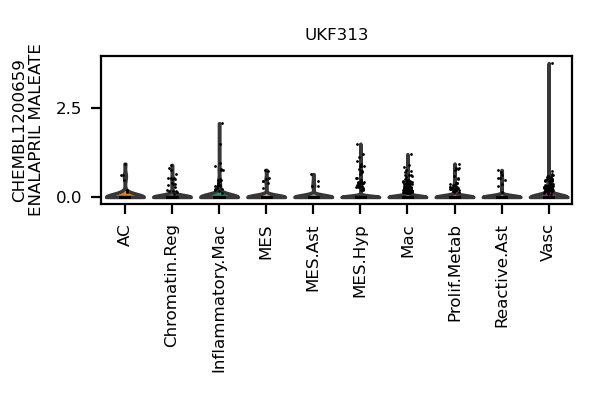 UKF313
CHEMBL1200659
ENALAPRIL MALEATE
2.5
0.0
AC
Chromatin.Reg
Inflammatory.Mac
MES
MES.Ast
MES.Hyp
Mac
Prolif.Metab
Reactive.Ast
Vasc